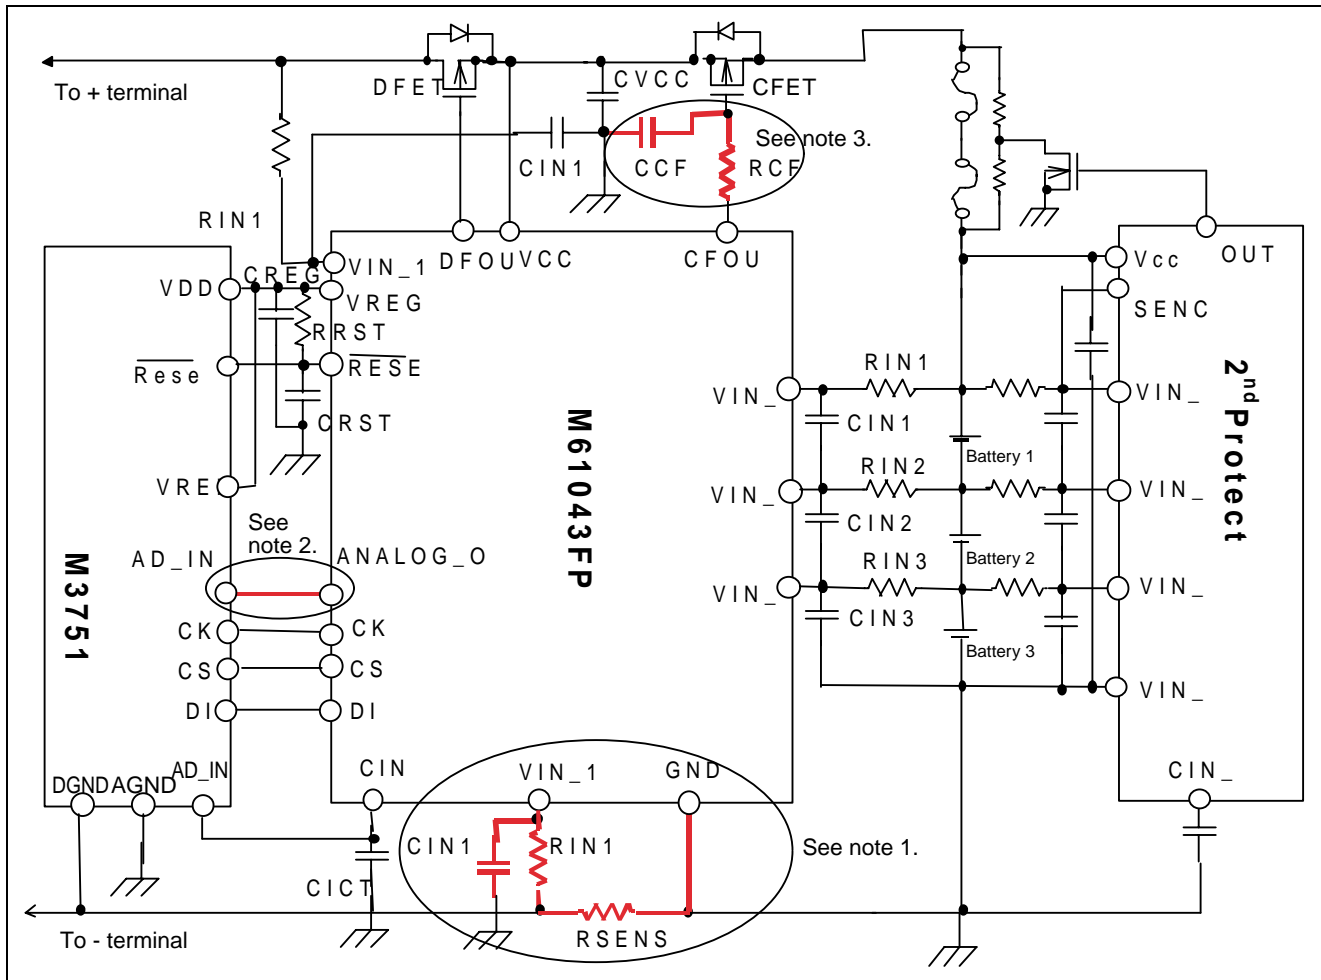 To + terminal
DFET
CVCC
CFET
CIN1
CCF
See note 3.
RCF
RIN1
VIN_1
DFOU
VCC
CFOU
Vcc
OUT
CREG
VDD
VREG
SENC
RRST
Rese
RESE
CRST
RIN1
VIN_
CIN1
VIN_
Battery 1
RIN2
VRE
VIN_
CIN2
VIN_
See
note 2.
AD_IN
ANALOG_O
Battery 2
RIN3
VIN_
CIN3
VIN_
CK
CK
Battery 3
CS
CS
DI
DI
VIN_
M3751
M61043FP
2nd Protect
DGND
AGND
AD_IN
CIN
VIN_1
GND
CIN_
CIN1
RIN1
See note 1.
CICT
RSENS
To - terminal